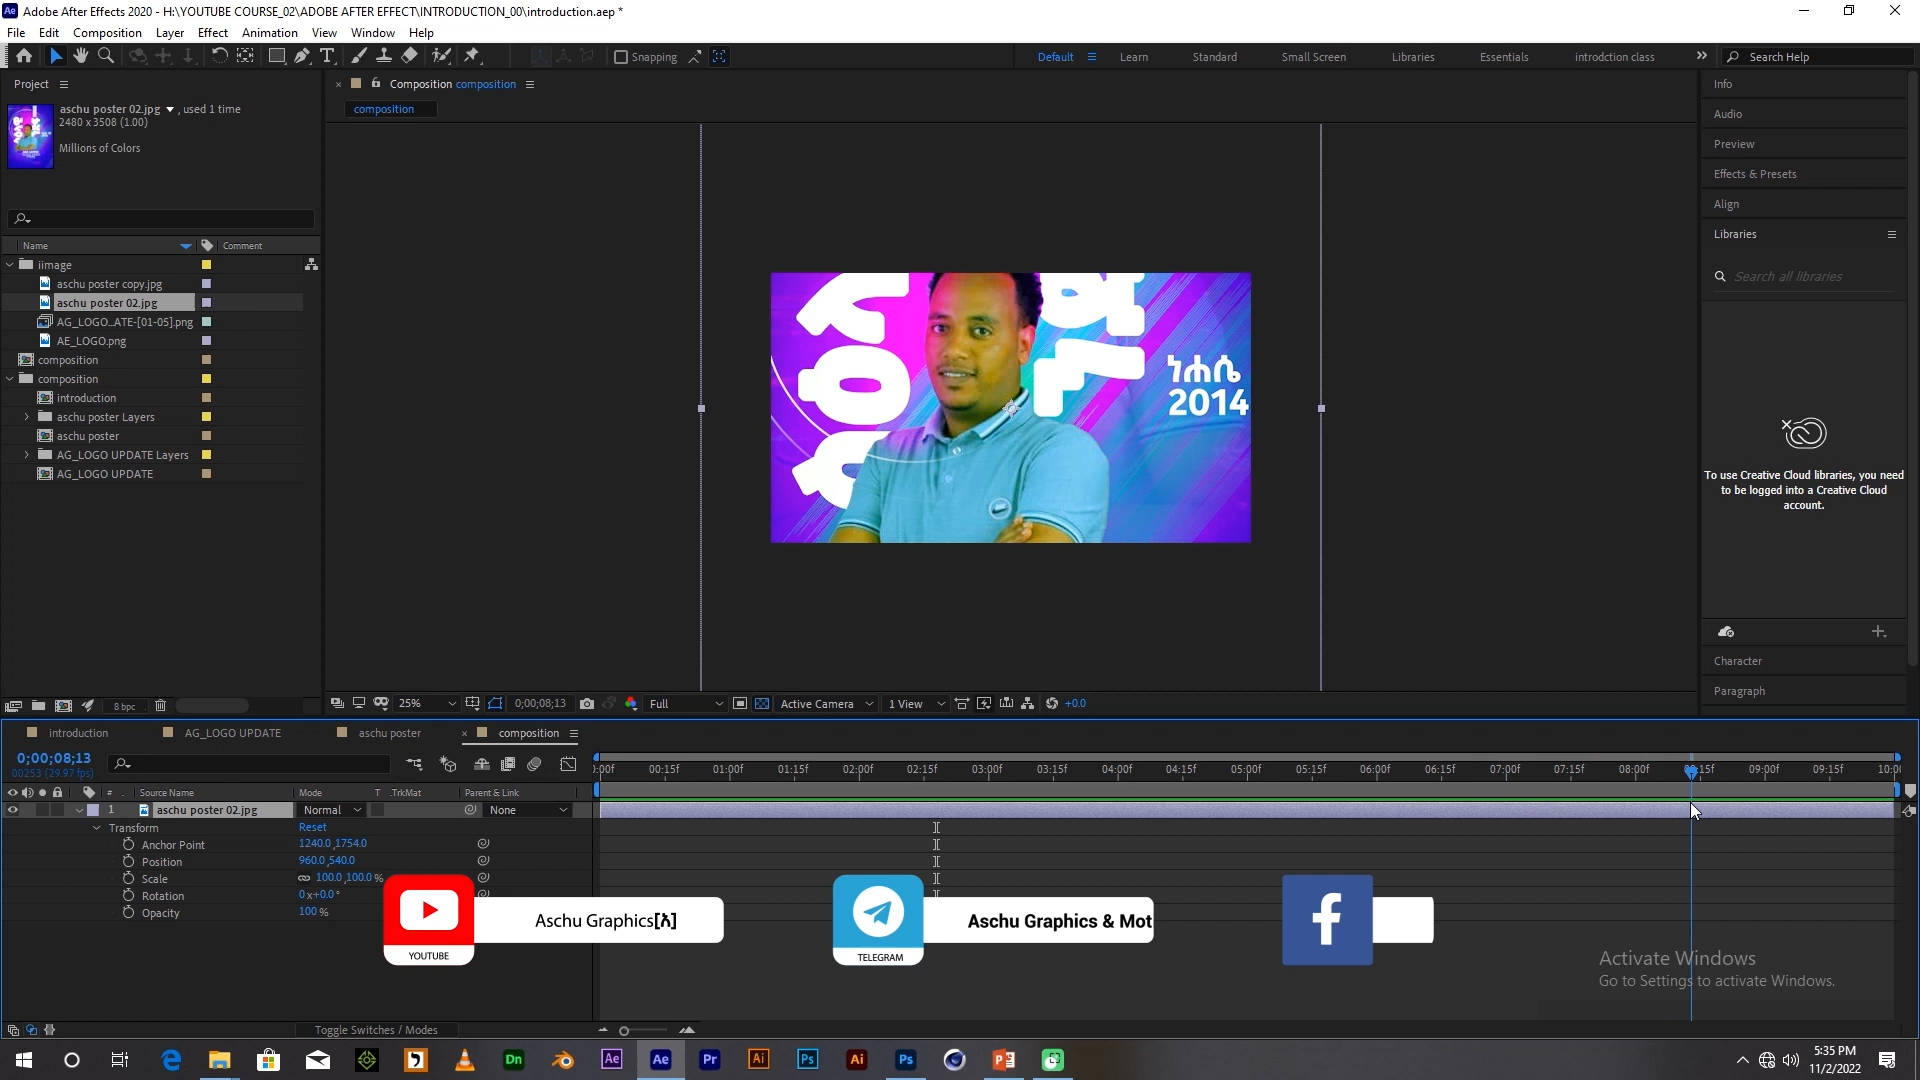 Adobe After Effects 2020 - H:\YOUTUBE COURSE_02\ADOBE AFTER EFFECT\INTRODUCTION_00\introduction.aep *
File Edit Composition Layer Effect Animation View Window Help
Snapping
Default Learn Standard Small Screen Libraries Essentials introdction class Search Help
Project
aschu poster 02.jpg , used 1 time
2480 x 3508 (1.00)
Millions of Colors
Name Comment
iimage
aschu poster copy.jpg
aschu poster 02.jpg
AG_LOGO...ATE-[01-05].png
AE_LOGO.png
composition
composition
introduction
aschu poster Layers
aschu poster
AG_LOGO UPDATE Layers
AG_LOGO UPDATE
8 bpc
Composition composition
composition
ነሐሴ
2014
25% 0;00;08;13 Full Active Camera 1 View +0.0
Info
Audio
Preview
Effects & Presets
Align
Libraries
Search all libraries
To use Creative Cloud libraries, you need
to be logged into a Creative Cloud
account.
Character
Paragraph
introduction AG_LOGO UPDATE aschu poster composition
0;00;08;13
00253 (29.97 fps)
:00f 00:15f 01:00f 01:15f 02:00f 02:15f 03:00f 03:15f 04:00f 04:15f 05:00f 05:15f 06:00f 06:15f 07:00f 07:15f 08:00f 15f 09:00f 09:15f 10:0
# Source Name Mode T .TrkMat Parent & Link
1 aschu poster 02.jpg Normal None
Transform Reset
Anchor Point 1240.0,1754.0
Position 960.0,540.0
Scale 100.0,100.0%
Rotation 0x+0.0°
Opacity 100%
YOUTUBE
Aschu Graphics[አ]
TELEGRAM
Aschu Graphics & Mot
Activate Windows
Go to Settings to activate Windows.
Toggle Switches / Modes
5:35 PM
11/2/2022